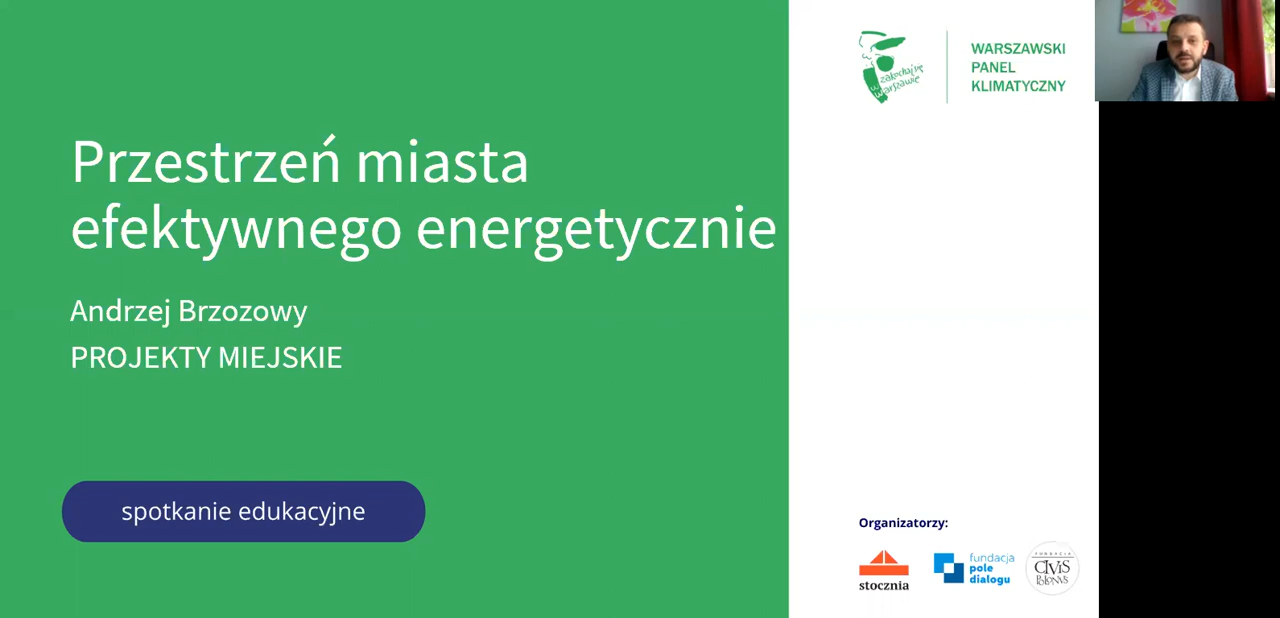 Przestrzeń miasta
efektywnego energetycznie
Andrzej Brzozowy
PROJEKTY MIEJSKIE
spotkanie edukacyjne
zakochaj się
w Warszawie
WARSZAWSKI
PANEL
KLIMATYCZNY
Organizatorzy:
stocznia
fundacja
pole
dialogu
FUNDACJA
CIVIS
POLONUS